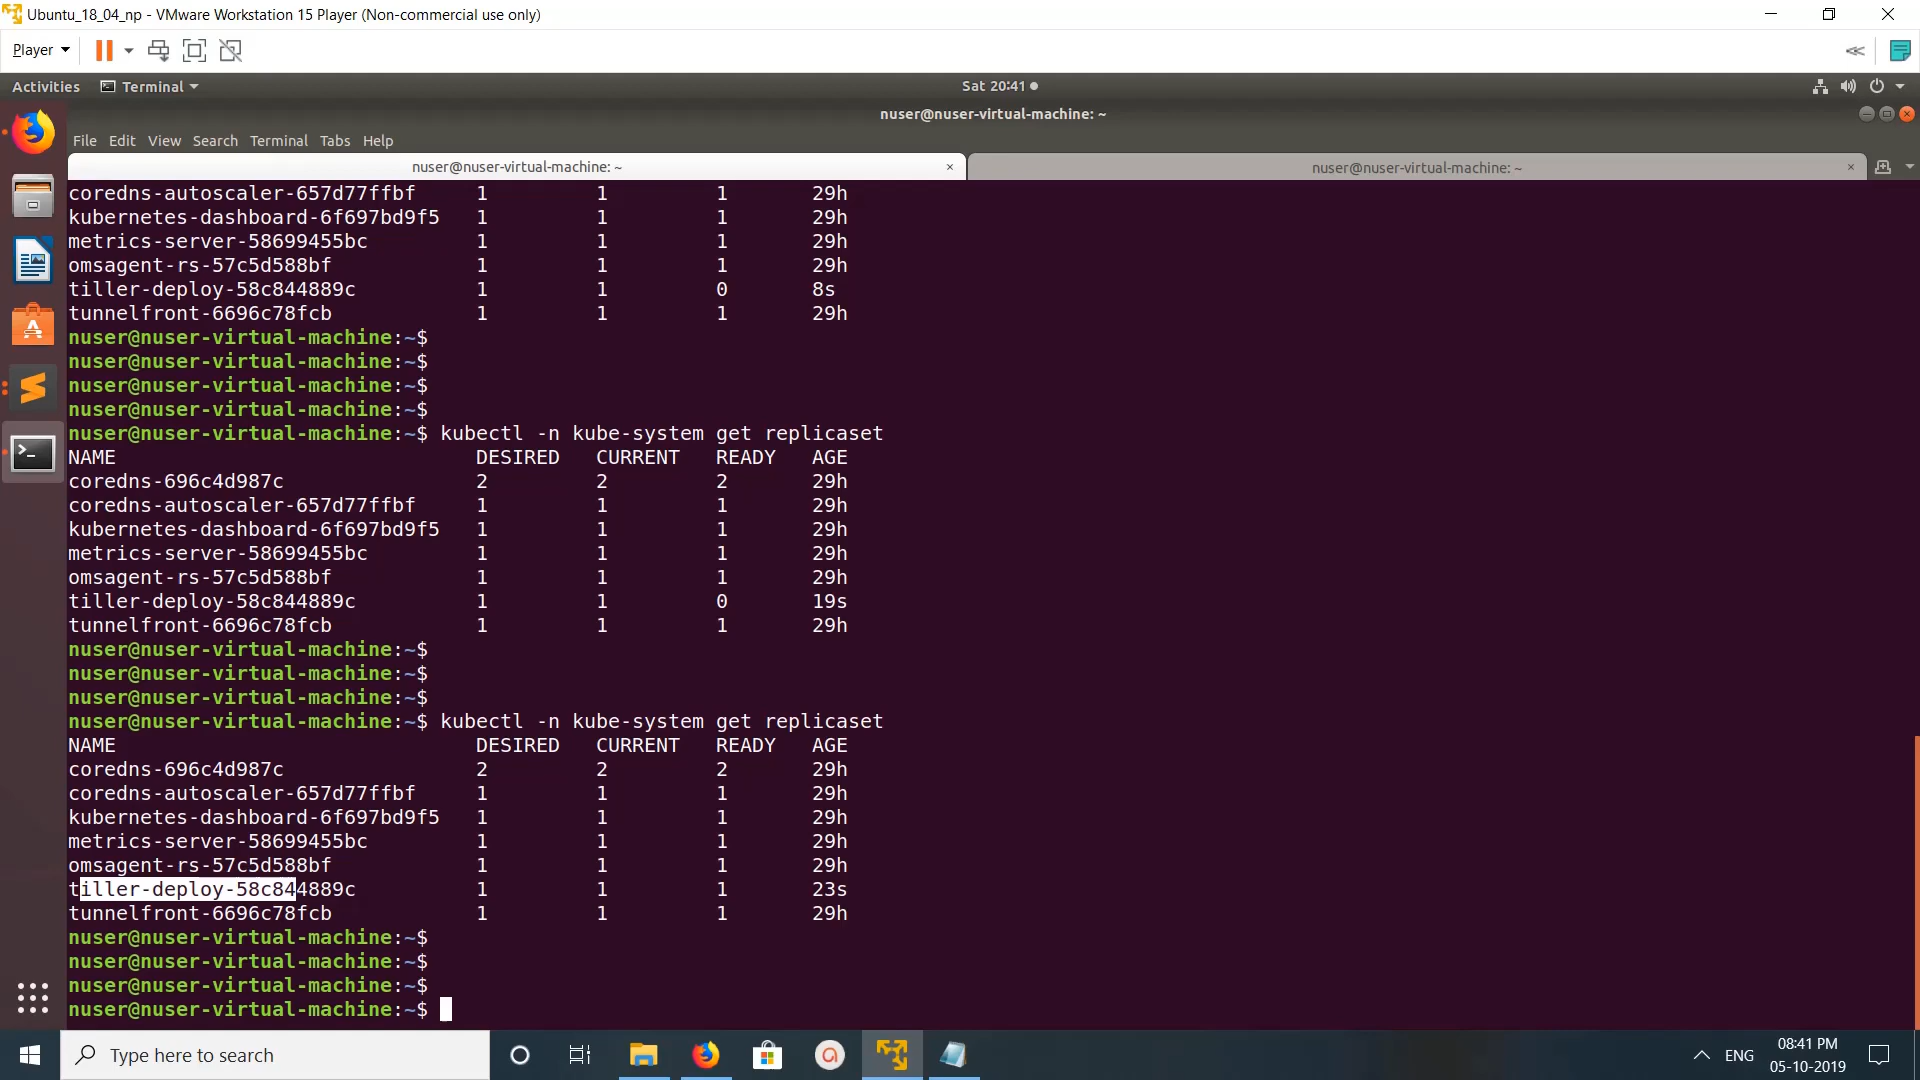 Ubuntu_18_04_np - VMware Workstation 15 Player (Non-commercial use only)
Player
Activities
Terminal
Sat 20:41
nuser@nuser-virtual-machine: ~
File Edit View Search Terminal Tabs Help
nuser@nuser-virtual-machine: ~ ×
nuser@nuser-virtual-machine: ~ ×
coredns-autoscaler-657d77ffbf 1 1 1 29h
kubernetes-dashboard-6f697bd9f5 1 1 1 29h
metrics-server-58699455bc 1 1 1 29h
omsagent-rs-57c5d588bf 1 1 1 29h
tiller-deploy-58c844889c 1 1 0 8s
tunnelfront-6696c78fcb 1 1 1 29h
nuser@nuser-virtual-machine:~$
nuser@nuser-virtual-machine:~$
nuser@nuser-virtual-machine:~$
nuser@nuser-virtual-machine:~$
nuser@nuser-virtual-machine:~$ kubectl -n kube-system get replicaset
NAME DESIRED CURRENT READY AGE
coredns-696c4d987c 2 2 2 29h
coredns-autoscaler-657d77ffbf 1 1 1 29h
kubernetes-dashboard-6f697bd9f5 1 1 1 29h
metrics-server-58699455bc 1 1 1 29h
omsagent-rs-57c5d588bf 1 1 1 29h
tiller-deploy-58c844889c 1 1 0 19s
tunnelfront-6696c78fcb 1 1 1 29h
nuser@nuser-virtual-machine:~$
nuser@nuser-virtual-machine:~$
nuser@nuser-virtual-machine:~$
nuser@nuser-virtual-machine:~$ kubectl -n kube-system get replicaset
NAME DESIRED CURRENT READY AGE
coredns-696c4d987c 2 2 2 29h
coredns-autoscaler-657d77ffbf 1 1 1 29h
kubernetes-dashboard-6f697bd9f5 1 1 1 29h
metrics-server-58699455bc 1 1 1 29h
omsagent-rs-57c5d588bf 1 1 1 29h
tiller-deploy-58c844889c 1 1 1 23s
tunnelfront-6696c78fcb 1 1 1 29h
nuser@nuser-virtual-machine:~$
nuser@nuser-virtual-machine:~$
nuser@nuser-virtual-machine:~$
nuser@nuser-virtual-machine:~$
Type here to search
ENG
08:41 PM
05-10-2019